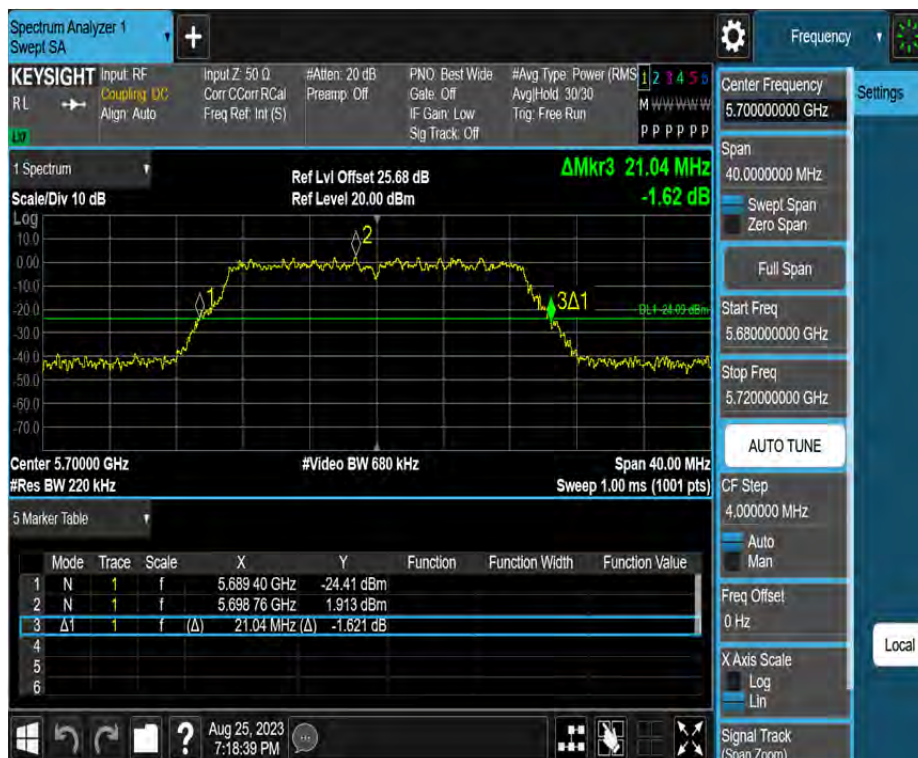 Spectrum Analyzer 1
Swept SA
+
Frequency
KEYSIGHT
RL
LXI
Input: RF
Coupling: DC
Align: Auto
Input Z: 50 Ω
Corr CCorr RCal
Freq Ref: Int (S)
#Atten: 20 dB
Preamp: Off
PNO: Best Wide
Gate: Off
IF Gain: Low
Sig Track: Off
#Avg Type: Power (RMS
Avg|Hold: 30/30
Trig: Free Run
1 2 3 4 5 6
M W W W W W
P P P P P P
Center Frequency
5.700000000 GHz
Settings
Span
40.0000000 MHz
Swept Span
Zero Span
Full Span
Start Freq
5.680000000 GHz
Stop Freq
5.720000000 GHz
AUTO TUNE
CF Step
4.000000 MHz
Auto
Man
Freq Offset
0 Hz
X Axis Scale
Log
Lin
Local
Signal Track
(Span Zoom)
1 Spectrum
Scale/Div 10 dB
Ref Lvl Offset 25.68 dB
Ref Level 20.00 dBm
ΔMkr3 21.04 MHz
-1.62 dB
Log
10.0
0.00
-10.0
-20.0
-30.0
-40.0
-50.0
-60.0
-70.0
1
2
3Δ1
DL1 -24.09 dBm
Center 5.70000 GHz
#Video BW 680 kHz
Span 40.00 MHz
#Res BW 220 kHz
Sweep 1.00 ms (1001 pts)
5 Marker Table
Mode Trace Scale X Y Function Function Width Function Value
1 N 1 f 5.689 40 GHz -24.41 dBm
2 N 1 f 5.698 76 GHz 1.913 dBm
3 Δ1 1 f (Δ) 21.04 MHz (Δ) -1.621 dB
4
5
6
?
Aug 25, 2023
7:18:39 PM